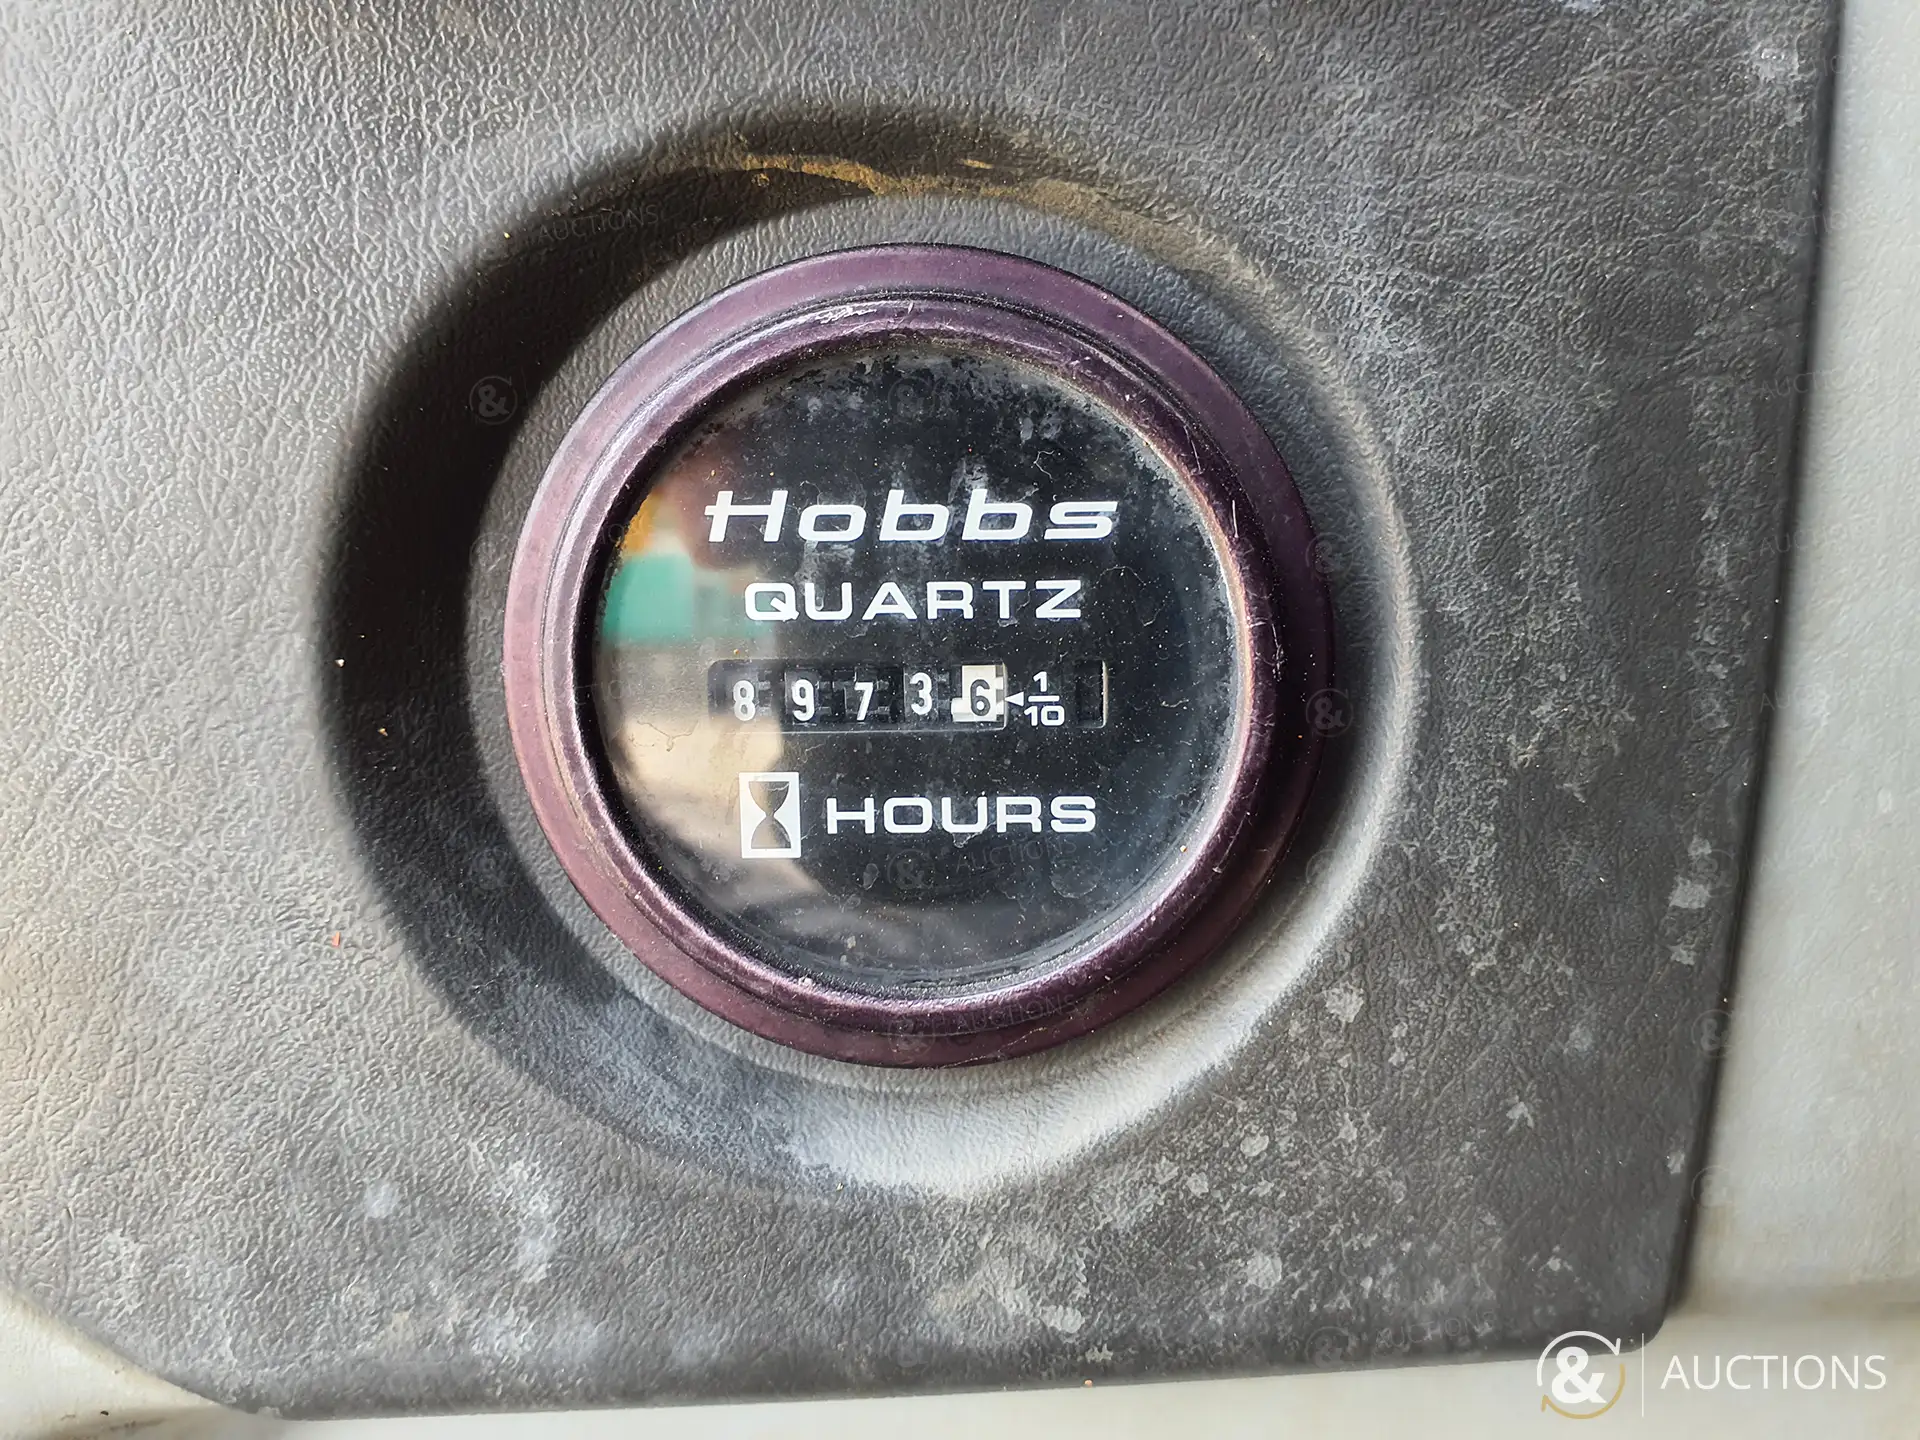 Hobbs
QUARTZ
8 9 7 3 6 ◂ 1/10
HOURS
& AUCTIONS